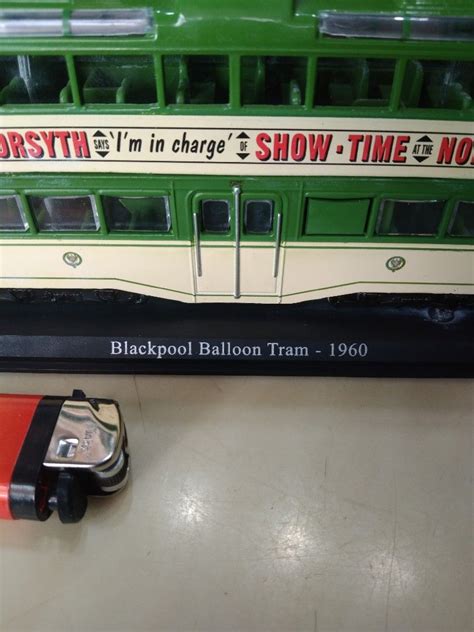 ORSYTH SAYS 'I'm in charge' OF SHOW-TIME AT THE NO
Blackpool Balloon Tram - 1960